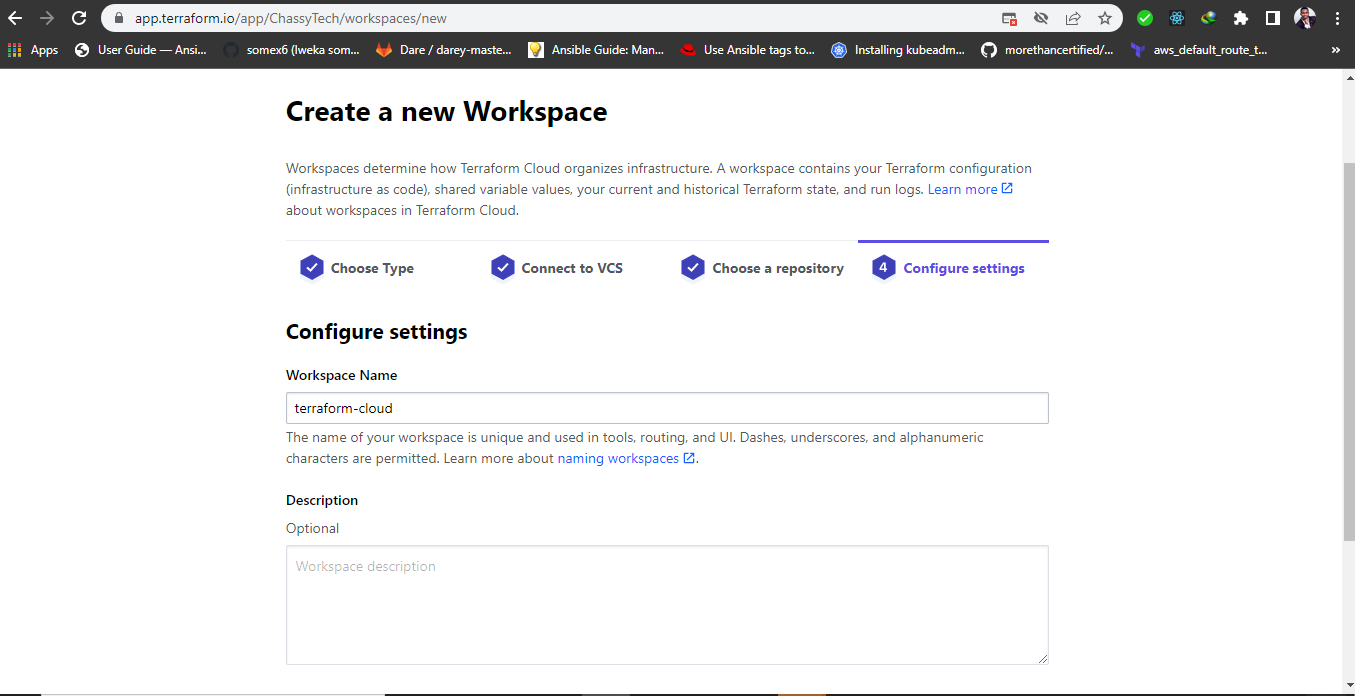 app.terraform.io/app/ChassyTech/workspaces/new
Apps User Guide — Ansi... somex6 (Iweka som... Dare / darey-maste... Ansible Guide: Man... Use Ansible tags to... Installing kubeadm... morethancertified/... aws_default_route_t... »
Create a new Workspace
Workspaces determine how Terraform Cloud organizes infrastructure. A workspace contains your Terraform configuration
(infrastructure as code), shared variable values, your current and historical Terraform state, and run logs. Learn more
about workspaces in Terraform Cloud.
Choose Type Connect to VCS Choose a repository 4 Configure settings
Configure settings
Workspace Name
terraform-cloud
The name of your workspace is unique and used in tools, routing, and UI. Dashes, underscores, and alphanumeric
characters are permitted. Learn more about naming workspaces .
Description
Optional
Workspace description